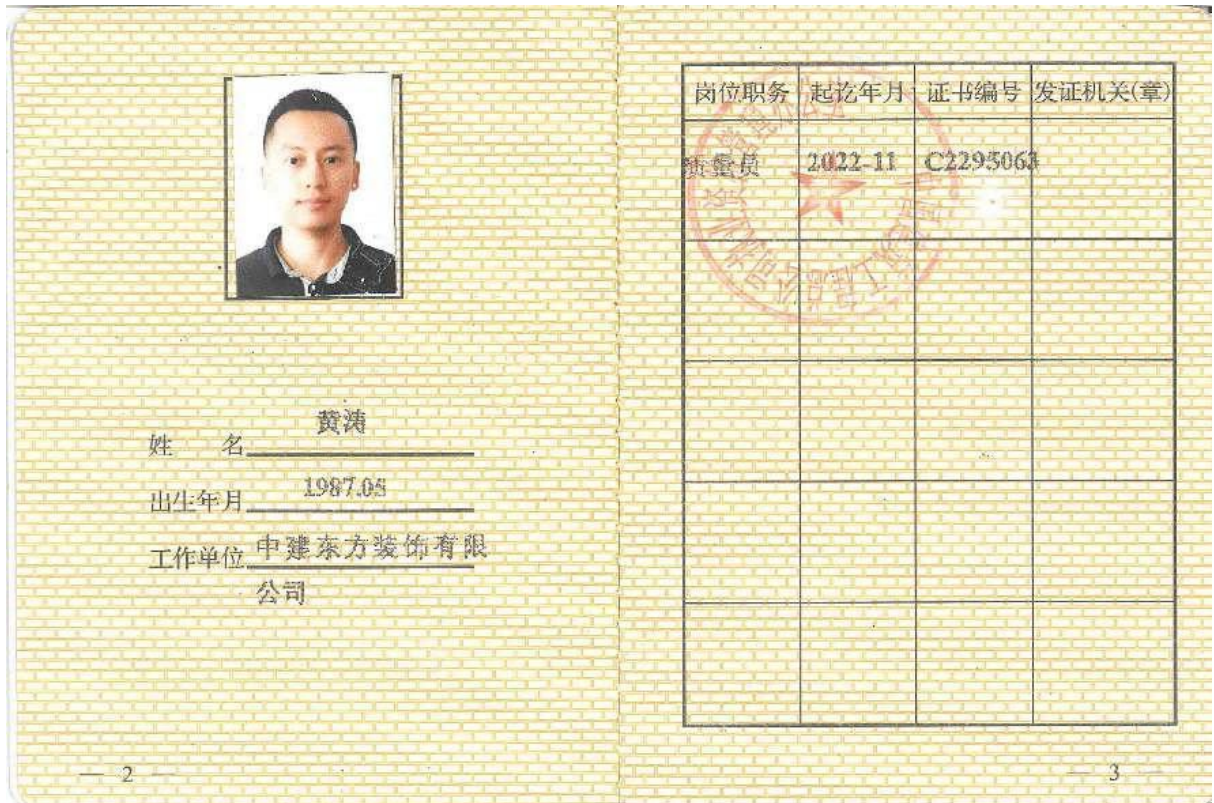 姓 名 黄涛
出生年月 1987.05
工作单位 中建东方装饰有限
公司
— 2 —
岗位职务 起讫年月 证书编号 发证机关(章)
质量员 2022-11 C2295063
— 3 —